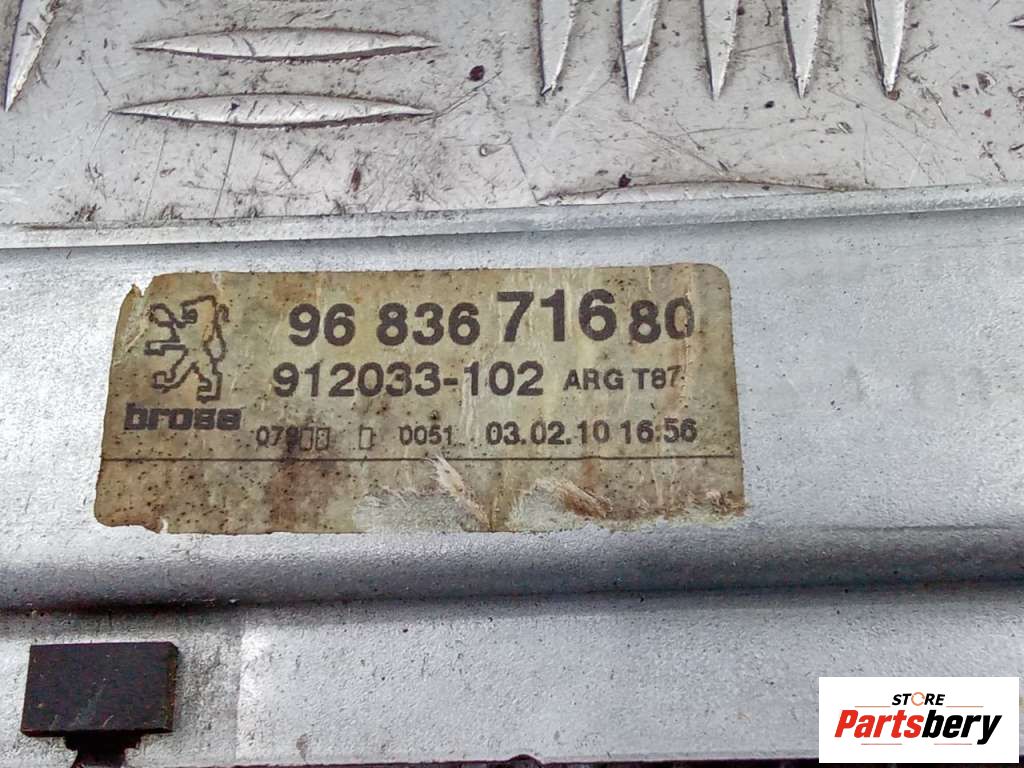 96 836 716 80
912033-102 ARG T87
brose
0051 03.02.10 16:56
STORE
Partsbery